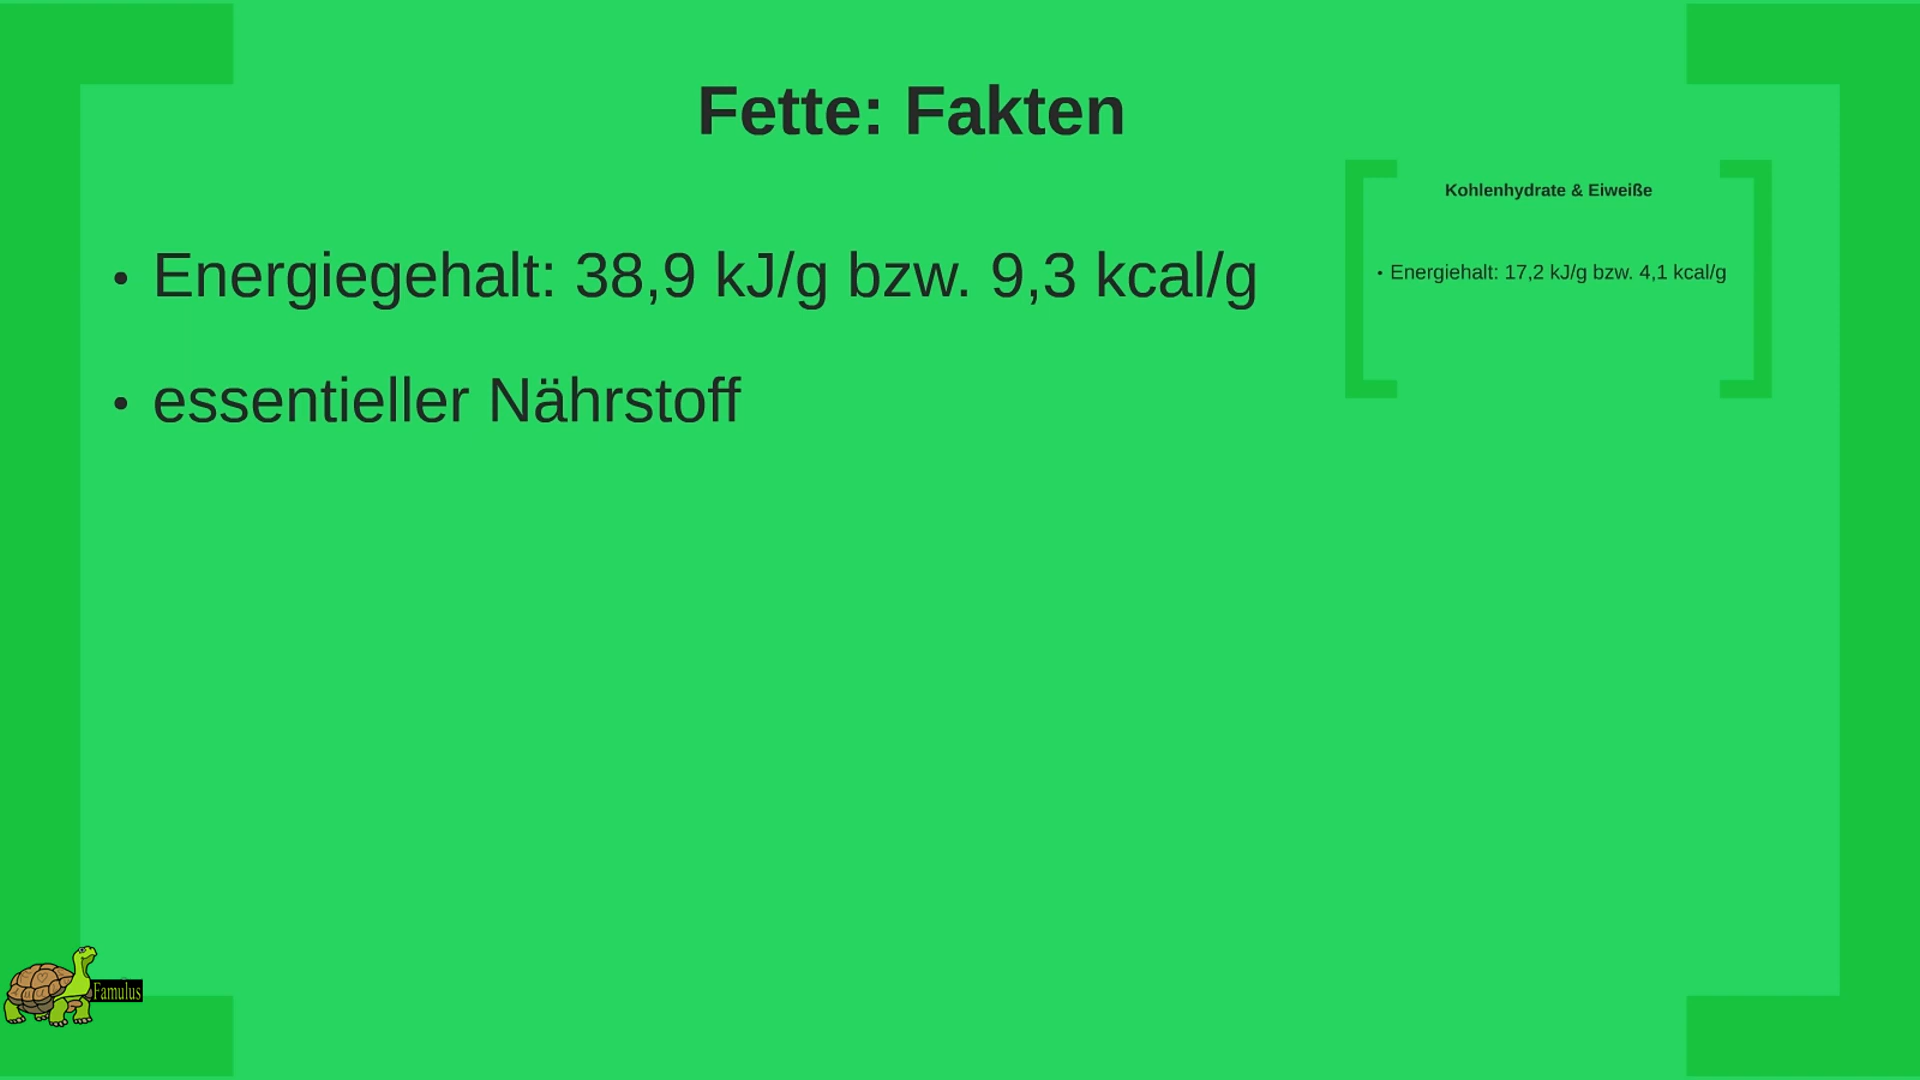 Fette: Fakten
• Energiegehalt: 38,9 kJ/g bzw. 9,3 kcal/g
• essentieller Nährstoff
Kohlenhydrate & Eiweiße
• Energiehalt: 17,2 kJ/g bzw. 4,1 kcal/g
Famulus